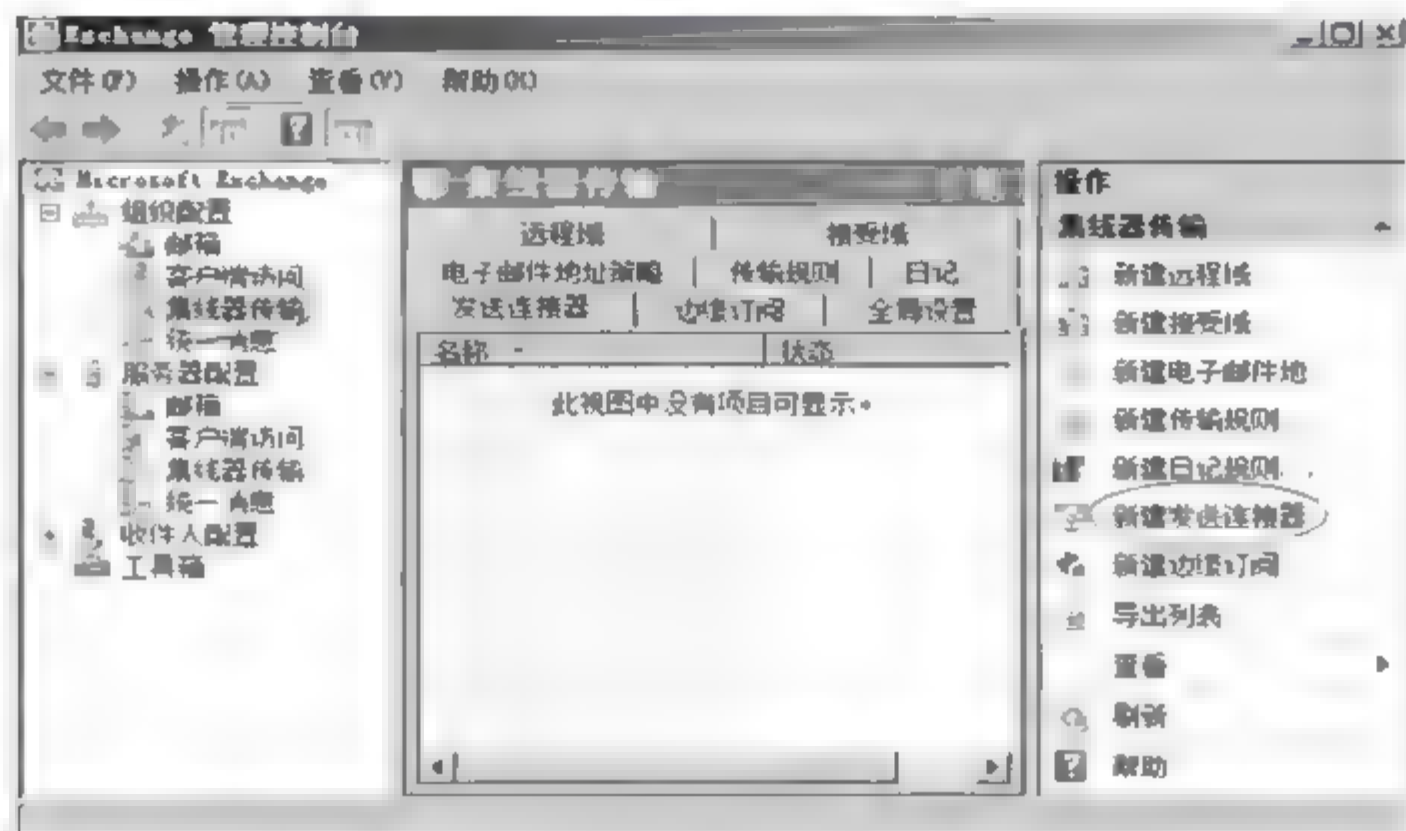 Exchange 管理控制台
文件(F) 操作(A) 查看(V) 帮助(H)
Microsoft Exchange
组织配置
邮箱
客户端访问
集线器传输
统一消息
服务器配置
邮箱
客户端访问
集线器传输
统一消息
收件人配置
工具箱
远程域 接受域
电子邮件地址策略 传输规则 日记
发送连接器 边缘订阅 全局设置
名称 状态
此视图中没有项目可显示。
操作
集线器传输
新建远程域
新建接受域
新建电子邮件地
新建传输规则
新建日记规则
新建发送连接器
新建边缘订阅
导出列表
查看
刷新
帮助